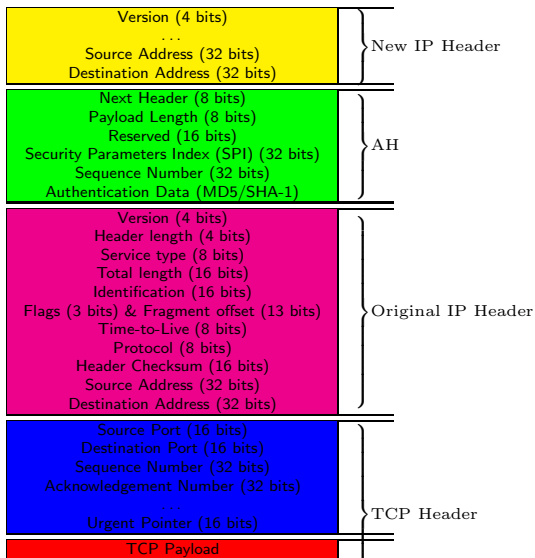 Version (4 bits)
. . .
Source Address (32 bits)
Destination Address (32 bits)
New IP Header
Next Header (8 bits)
Payload Length (8 bits)
Reserved (16 bits)
Security Parameters Index (SPI) (32 bits)
Sequence Number (32 bits)
Authentication Data (MD5/SHA-1)
AH
Version (4 bits)
Header length (4 bits)
Service type (8 bits)
Total length (16 bits)
Identification (16 bits)
Flags (3 bits) & Fragment offset (13 bits)
Time-to-Live (8 bits)
Protocol (8 bits)
Header Checksum (16 bits)
Source Address (32 bits)
Destination Address (32 bits)
Original IP Header
Source Port (16 bits)
Destination Port (16 bits)
Sequence Number (32 bits)
Acknowledgement Number (32 bits)
. . .
Urgent Pointer (16 bits)
TCP Header
TCP Payload